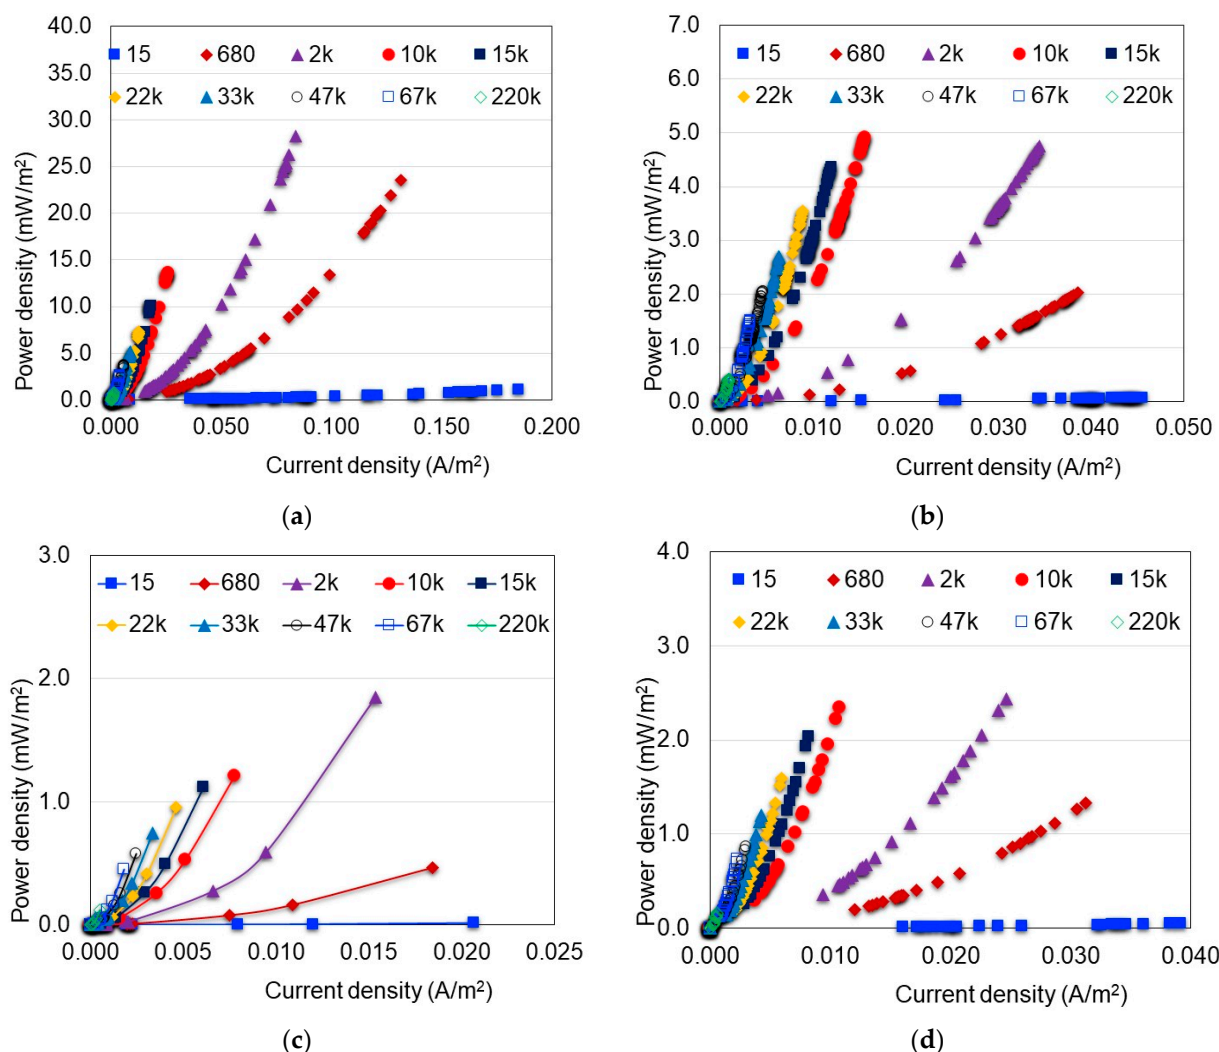 40.0
35.0
30.0
25.0
20.0
15.0
10.0
5.0
0.0
Power density (mW/m²)
15 680 2k 10k 15k
22k 33k 47k 67k 220k
0.000 0.050 0.100 0.150 0.200
Current density (A/m²)
(a)
7.0
6.0
5.0
4.0
3.0
2.0
1.0
0.0
Power density (mW/m²)
15 680 2k 10k 15k
22k 33k 47k 67k 220k
0.000 0.010 0.020 0.030 0.040 0.050
Current density (A/m²)
(b)
3.0
2.0
1.0
0.0
Power density (mW/m²)
15 680 2k 10k 15k
22k 33k 47k 67k 220k
0.000 0.005 0.010 0.015 0.020 0.025
Current density (A/m²)
(c)
4.0
3.0
2.0
1.0
0.0
Power density (mW/m²)
15 680 2k 10k 15k
22k 33k 47k 67k 220k
0.000 0.010 0.020 0.030 0.040
Current density (A/m²)
(d)